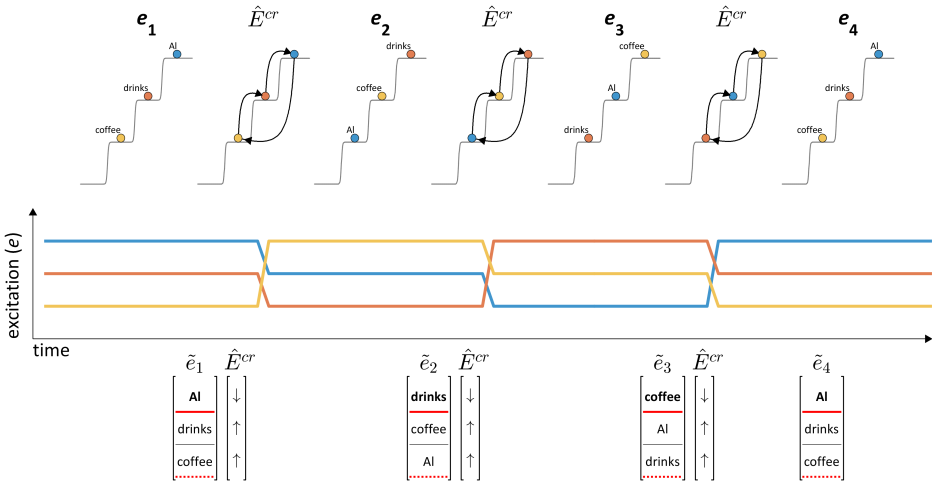 e₁ Ê^cr e₂ Ê^cr e₃ Ê^cr e₄
Al drinks coffee Al
drinks coffee Al drinks
coffee Al drinks coffee
excitation (e)
time
ẽ₁ Ê^cr ẽ₂ Ê^cr ẽ₃ Ê^cr ẽ₄
Al ↓ drinks ↓ coffee ↓ Al
drinks ↑ coffee ↑ Al ↑ drinks
coffee ↑ Al ↑ drinks ↑ coffee